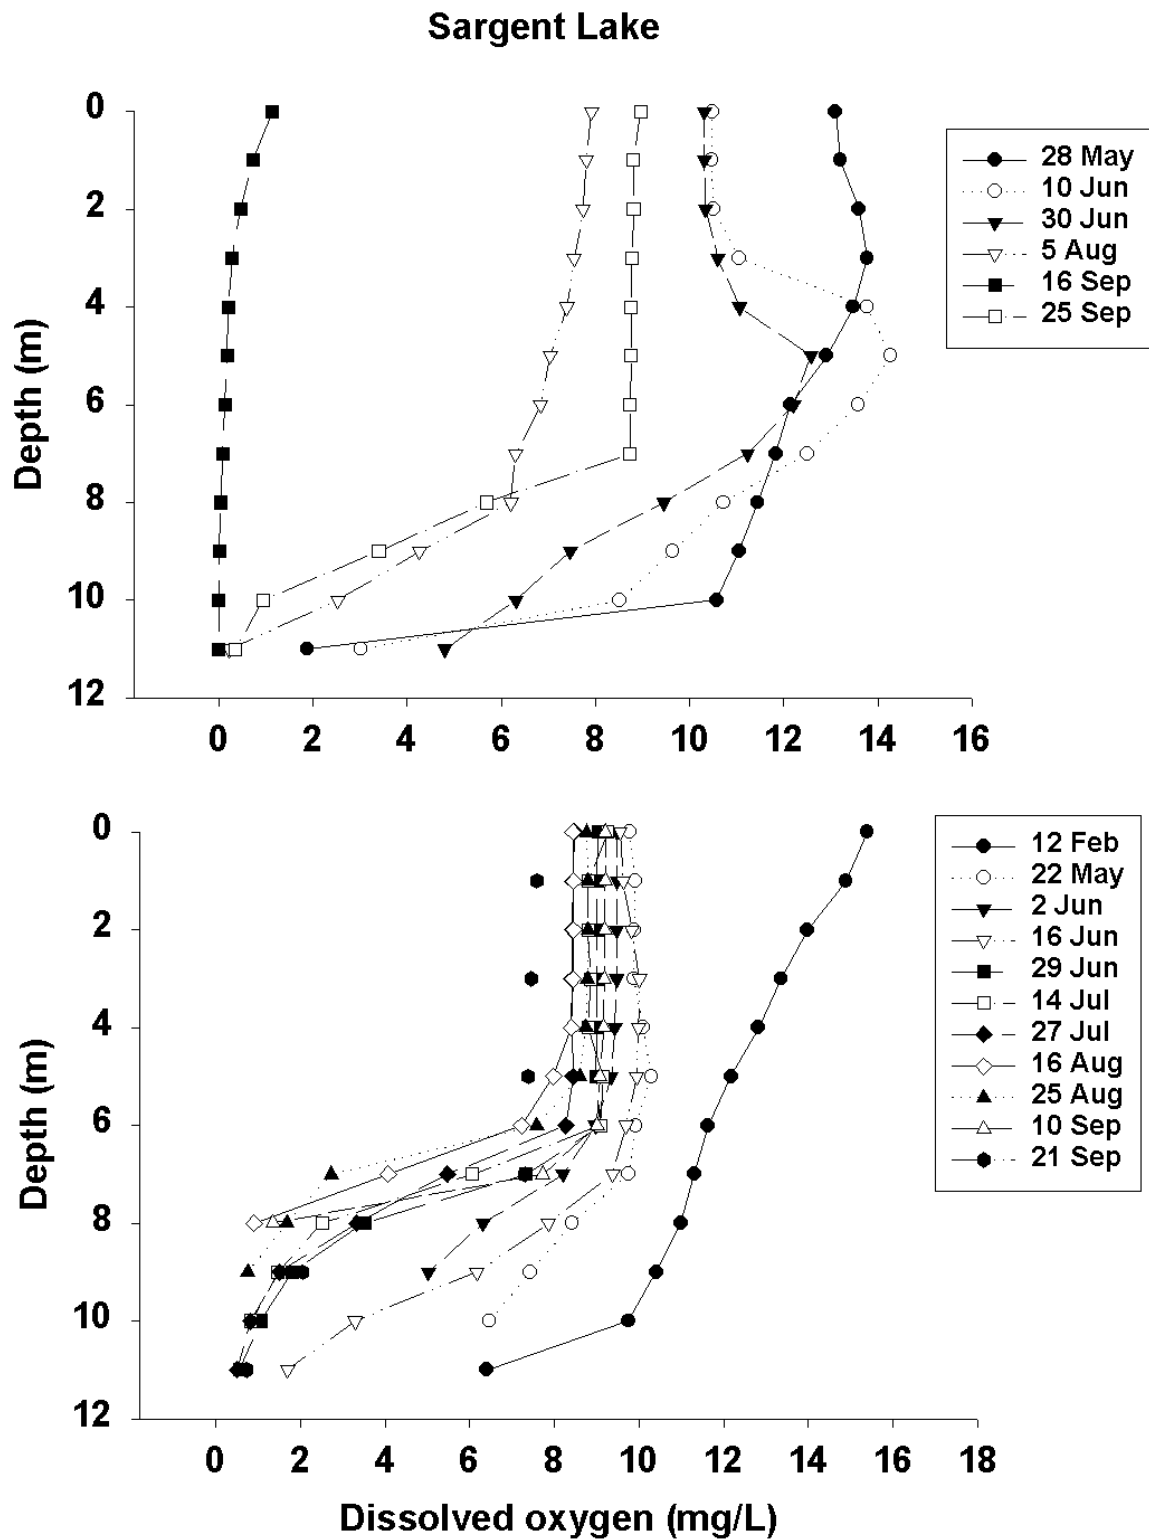 Sargent Lake
0
2
4
6
8
10
12
Depth (m)
0 2 4 6 8 10 12 14 16
28 May
10 Jun
30 Jun
5 Aug
16 Sep
25 Sep
0
2
4
6
8
10
12
Depth (m)
0 2 4 6 8 10 12 14 16 18
12 Feb
22 May
2 Jun
16 Jun
29 Jun
14 Jul
27 Jul
16 Aug
25 Aug
10 Sep
21 Sep
Dissolved oxygen (mg/L)